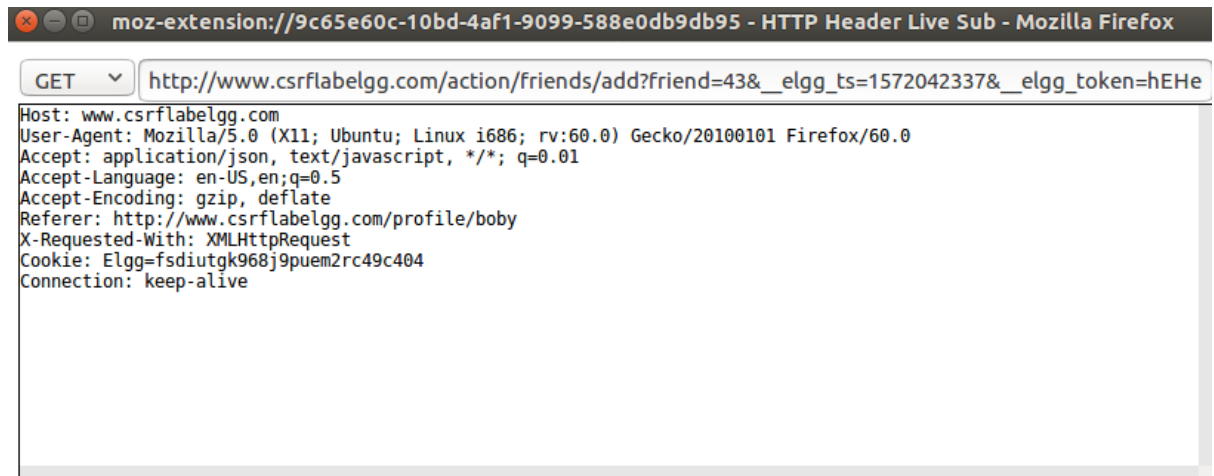 moz-extension://9c65e60c-10bd-4af1-9099-588e0db9db95 - HTTP Header Live Sub - Mozilla Firefox
GET http://www.csrflabelgg.com/action/friends/add?friend=43&__elgg_ts=1572042337&__elgg_token=hEHe
Host: www.csrflabelgg.com
User-Agent: Mozilla/5.0 (X11; Ubuntu; Linux i686; rv:60.0) Gecko/20100101 Firefox/60.0
Accept: application/json, text/javascript, */*; q=0.01
Accept-Language: en-US,en;q=0.5
Accept-Encoding: gzip, deflate
Referer: http://www.csrflabelgg.com/profile/boby
X-Requested-With: XMLHttpRequest
Cookie: Elgg=fsdiutgk968j9puem2rc49c404
Connection: keep-alive